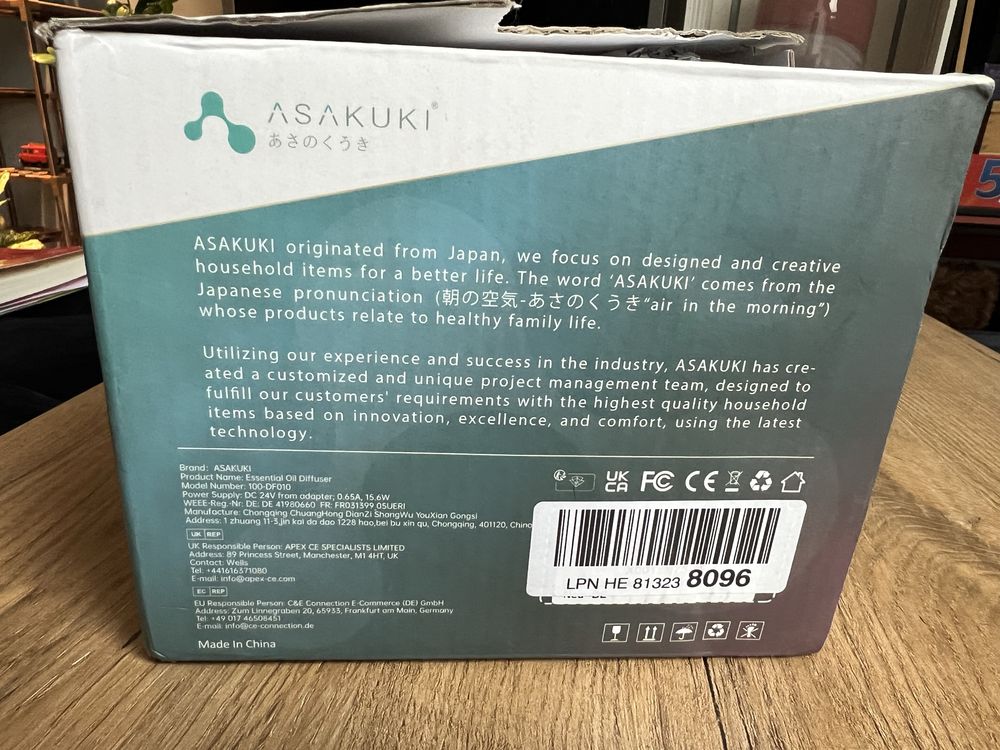 ASAKUKI®
あさのくうき
ASAKUKI originated from Japan, we focus on designed and creative
household items for a better life. The word ‘ASAKUKI’ comes from the
Japanese pronunciation (朝の空気-あさのくうき“air in the morning”)
whose products relate to healthy family life.
Utilizing our experience and success in the industry, ASAKUKI has cre-
ated a customized and unique project management team, designed to
fulfill our customers' requirements with the highest quality household
items based on innovation, excellence, and comfort, using the latest
technology.
Brand: ASAKUKI
Product Name: Essential Oil Diffuser
Model Number: 100-DF010
Power Supply: DC 24V from adapter; 0.65A, 15.6W
WEEE-Reg.-Nr: DE: DE 41980660 FR: FR031399 05UERI
Manufacture: Chongqing ChuangHong DianZi ShangWu YouXian Gongsi
Address: 1 zhuang 11-3,jin kai da dao 1228 hao,bei bu xin qu, Chongqing, 401120, China
UK REP
UK Responsible Person: APEX CE SPECIALISTS LIMITED
Address: 89 Princess Street, Manchester, M1 4HT, UK
Contact: Wells
Tel: +441616371080
E-mail: info@apex-ce.com
EC REP
EU Responsible Person: C&E Connection E-Commerce (DE) GmbH
Address: Zum Linnegraben 20, 65933, Frankfurt am Main, Germany
Tel: +49 017 46508451
E-mail: info@ce-connection.de
Made In China
UK
CA
FC CE
LPN HE 81323 8096
5